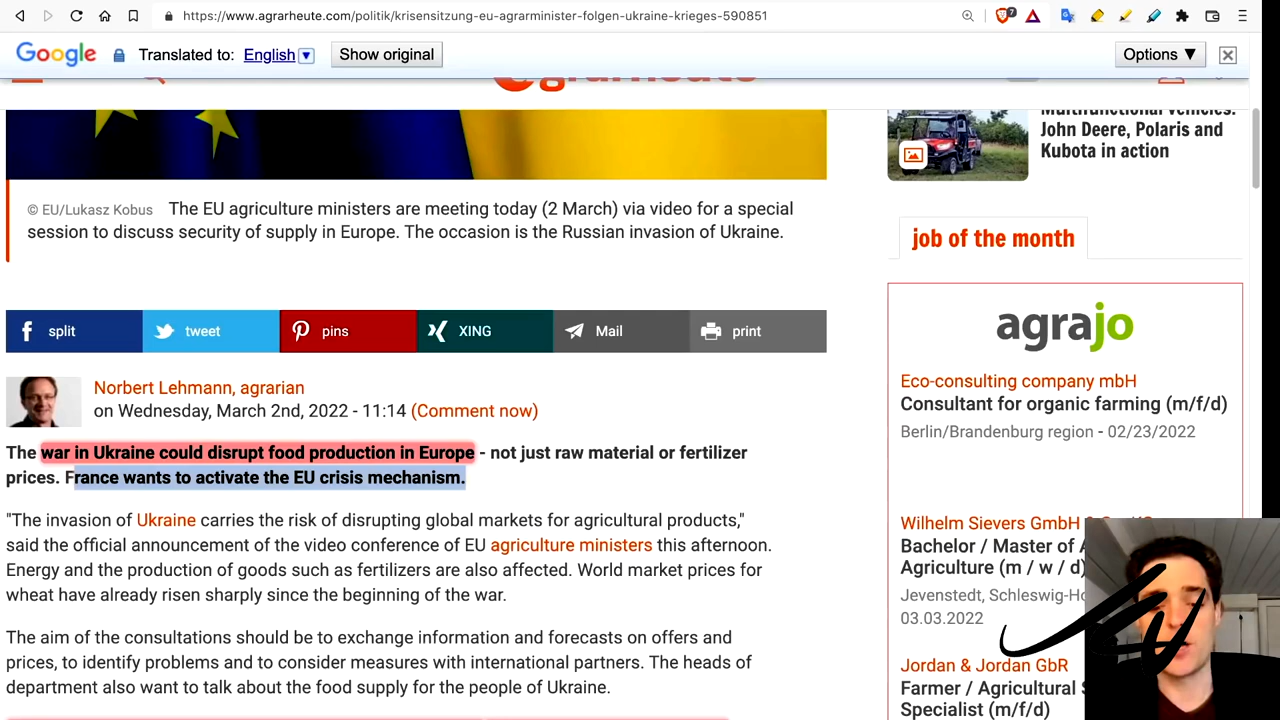 https://www.agrarheute.com/politik/krisensitzung-eu-agrarminister-folgen-ukraine-krieges-590851
7
Google Translated to: English ▼ Show original Options ▼
agrarheute
© EU/Lukasz Kobus The EU agriculture ministers are meeting today (2 March) via video for a special
session to discuss security of supply in Europe. The occasion is the Russian invasion of Ukraine.
split tweet pins XING Mail print
Norbert Lehmann, agrarian
on Wednesday, March 2nd, 2022 - 11:14 (Comment now)
The war in Ukraine could disrupt food production in Europe - not just raw material or fertilizer
prices. France wants to activate the EU crisis mechanism.
"The invasion of Ukraine carries the risk of disrupting global markets for agricultural products,"
said the official announcement of the video conference of EU agriculture ministers this afternoon.
Energy and the production of goods such as fertilizers are also affected. World market prices for
wheat have already risen sharply since the beginning of the war.
The aim of the consultations should be to exchange information and forecasts on offers and
prices, to identify problems and to consider measures with international partners. The heads of
department also want to talk about the food supply for the people of Ukraine.
Multifunctional vehicles:
John Deere, Polaris and
Kubota in action
job of the month
agrajo
Eco-consulting company mbH
Consultant for organic farming (m/f/d)
Berlin/Brandenburg region - 02/23/2022
Wilhelm Sievers GmbH
Bachelor / Master of
Agriculture (m / w / d)
Jevenstedt,
03.03.2022
Jordan & Jordan GbR
Farmer / Agricultural
Specialist (m/f/d)